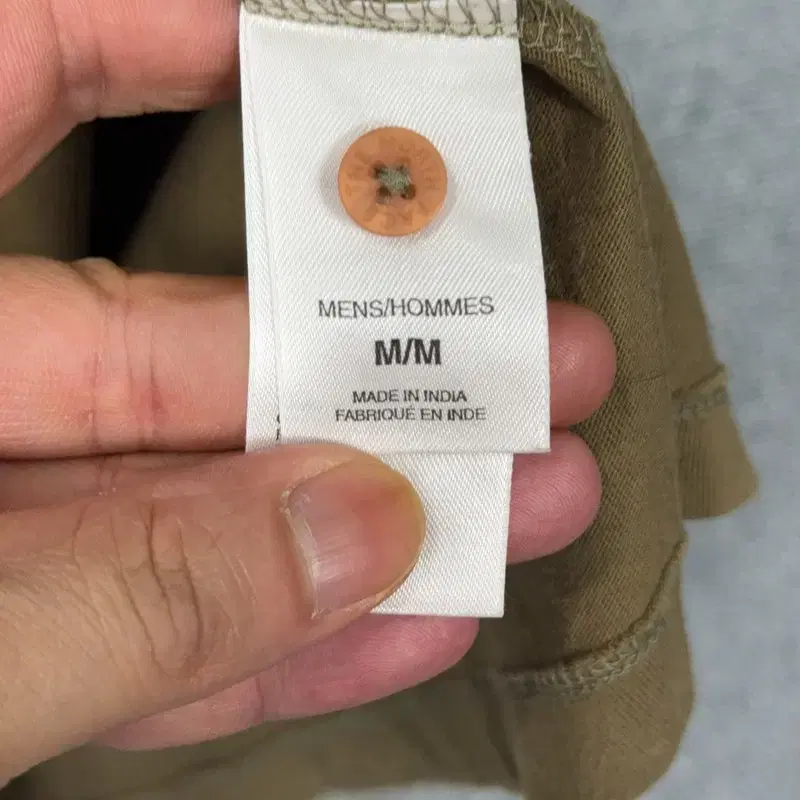 MENS/HOMMES
M/M
MADE IN INDIA
FABRIQUÉ EN INDE